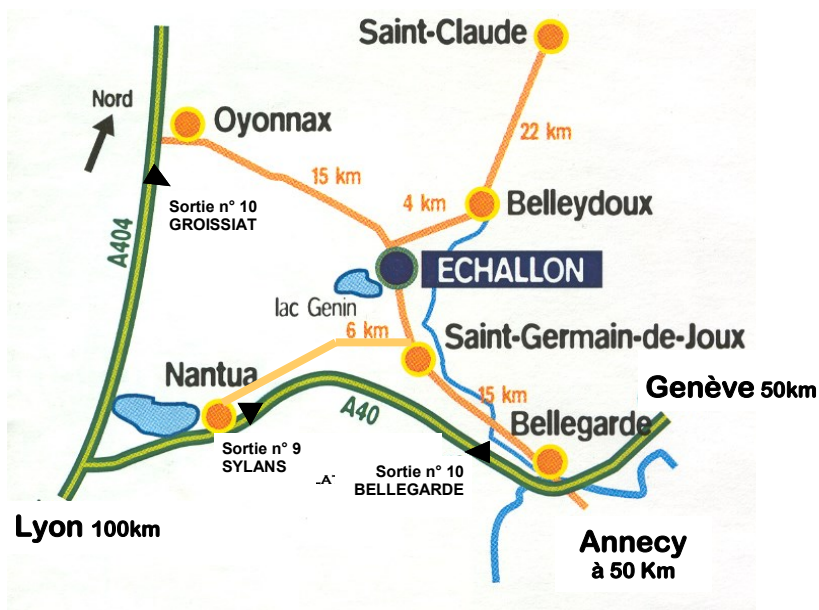 Saint-Claude
Nord
Oyonnax
22 km
15 km
4 km
Belleydoux
Sortie n° 10
GROISSIAT
A404
ECHALLON
lac Genin
6 km
Saint-Germain-de-Joux
Nantua
15 km
Genève 50km
A40
Bellegarde
Sortie n° 9
SYLANS
-A-
Sortie n° 10
BELLEGARDE
Lyon 100km
Annecy
à 50 Km